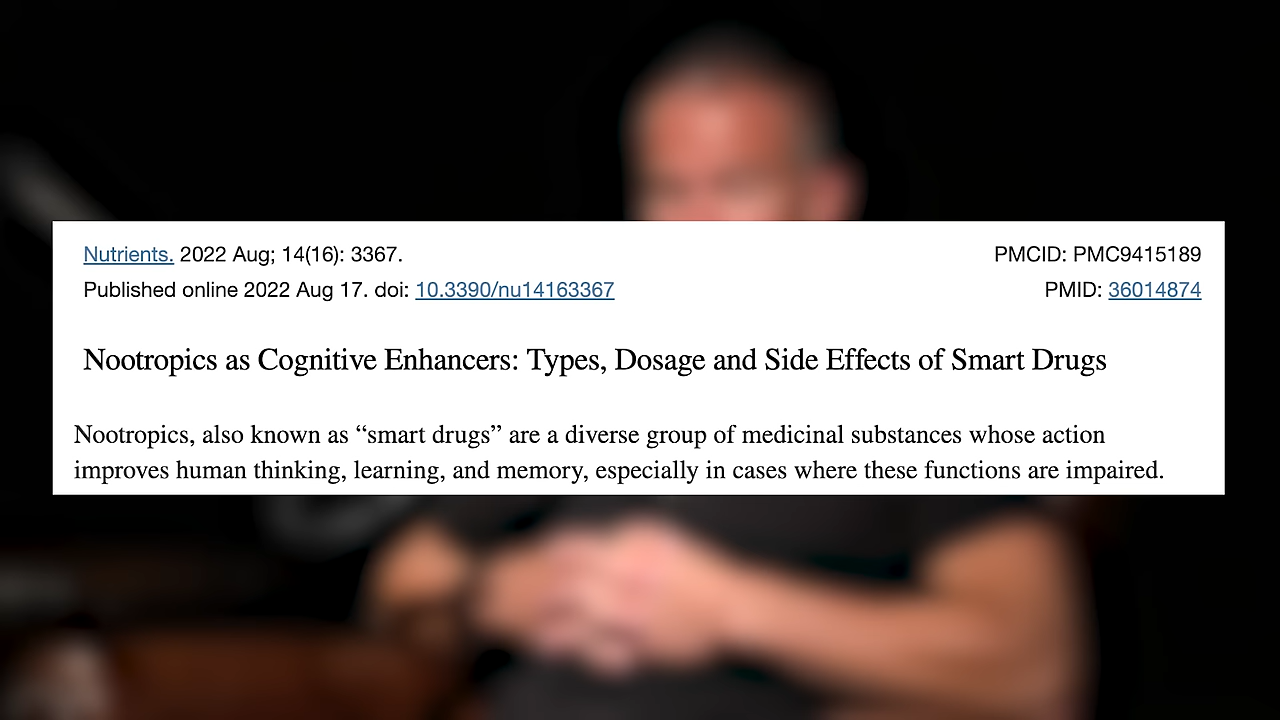 Nutrients. 2022 Aug; 14(16): 3367.
PMCID: PMC9415189
Published online 2022 Aug 17. doi: 10.3390/nu14163367
PMID: 36014874
Nootropics as Cognitive Enhancers: Types, Dosage and Side Effects of Smart Drugs
Nootropics, also known as “smart drugs” are a diverse group of medicinal substances whose action
improves human thinking, learning, and memory, especially in cases where these functions are impaired.